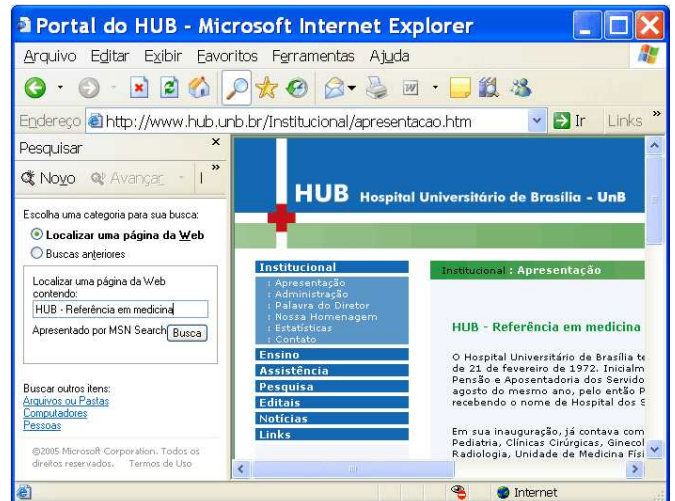 Portal do HUB - Microsoft Internet Explorer
Arquivo Editar Exibir Favoritos Ferramentas Ajuda
Endereço http://www.hub.unb.br/Institucional/apresentacao.htm Ir Links »
Pesquisar ×
Novo Avançar »
Escolha uma categoria para sua busca:
Localizar uma página da Web
Buscas anteriores
Localizar uma página da Web
contendo:
HUB - Referência em medicina
Apresentado por MSN Search Busca
Buscar outros itens:
Arquivos ou Pastas
Computadores
Pessoas
©2005 Microsoft Corporation. Todos os
direitos reservados. Termos de Uso
HUB Hospital Universitário de Brasília - UnB
Institucional
: Apresentação
: Administração
: Palavra do Diretor
: Nossa Homenagem
: Estatísticas
: Contato
Ensino
Assistência
Pesquisa
Editais
Notícias
Links
Institucional : Apresentação
HUB - Referência em medicina
O Hospital Universitário de Brasília te
de 21 de fevereiro de 1972. Inicialm
Pensão e Aposentadoria dos Servido
agosto do mesmo ano, pelo então P
recebendo o nome de Hospital dos S
Em sua inauguração, já contava com
Pediatria, Clínicas Cirúrgicas, Ginecol
Radiologia, Unidade de Medicina Físi
Internet